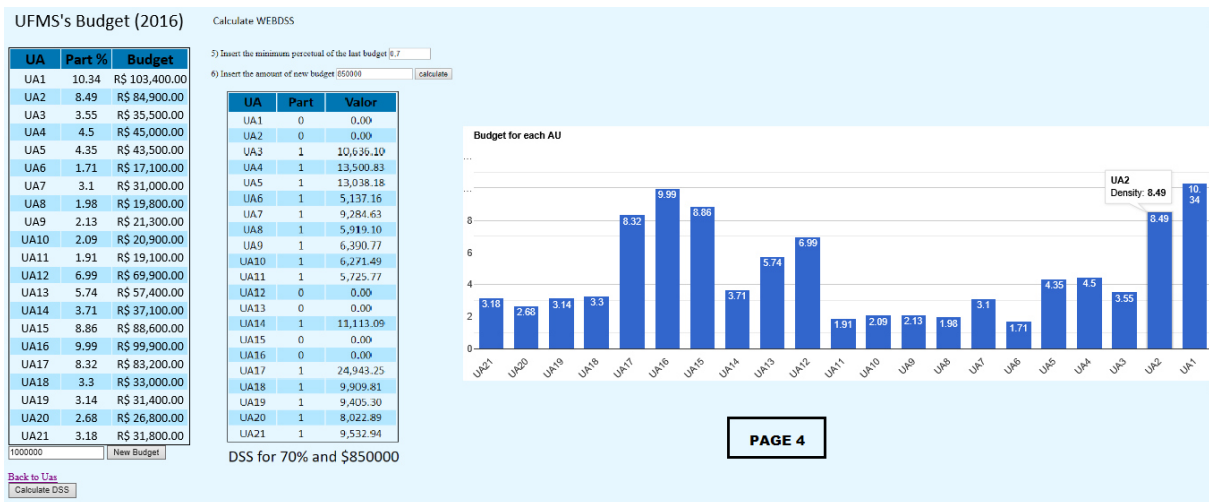 UFMS's Budget (2016)
UA Part % Budget
UA1 10.34 R$ 103,400.00
UA2 8.49 R$ 84,900.00
UA3 3.55 R$ 35,500.00
UA4 4.5 R$ 45,000.00
UA5 4.35 R$ 43,500.00
UA6 1.71 R$ 17,100.00
UA7 3.1 R$ 31,000.00
UA8 1.98 R$ 19,800.00
UA9 2.13 R$ 21,300.00
UA10 2.09 R$ 20,900.00
UA11 1.91 R$ 19,100.00
UA12 6.99 R$ 69,900.00
UA13 5.74 R$ 57,400.00
UA14 3.71 R$ 37,100.00
UA15 8.86 R$ 88,600.00
UA16 9.99 R$ 99,900.00
UA17 8.32 R$ 83,200.00
UA18 3.3 R$ 33,000.00
UA19 3.14 R$ 31,400.00
UA20 2.68 R$ 26,800.00
UA21 3.18 R$ 31,800.00
1000000 New Budget
Back to Uas
Calculate DSS
Calculate WEBDSS
5) Insert the minimum percetual of the last budget 0,7
6) Insert the amount of new budget 850000 calculate
UA Part Valor
UA1 0 0.00
UA2 0 0.00
UA3 1 10,636.10
UA4 1 13,500.83
UA5 1 13,038.18
UA6 1 5,137.16
UA7 1 9,284.63
UA8 1 5,919.10
UA9 1 6,390.77
UA10 1 6,271.49
UA11 1 5,725.77
UA12 0 0.00
UA13 0 0.00
UA14 1 11,113.09
UA15 0 0.00
UA16 0 0.00
UA17 1 24,943.25
UA18 1 9,909.81
UA19 1 9,405.30
UA20 1 8,022.89
UA21 1 9,532.94
DSS for 70% and $850000
Budget for each AU
...
...
8
6
4
2
0
3.18 2.68 3.14 3.3 8.32 9.99 8.86 3.71 5.74 6.99 1.91 2.09 2.13 1.98 3.1 1.71 4.35 4.5 3.55 8.49 10.34
UA2
Density: 8.49
UA21 UA20 UA19 UA18 UA17 UA16 UA15 UA14 UA13 UA12 UA11 UA10 UA9 UA8 UA7 UA6 UA5 UA4 UA3 UA2 UA1
PAGE 4